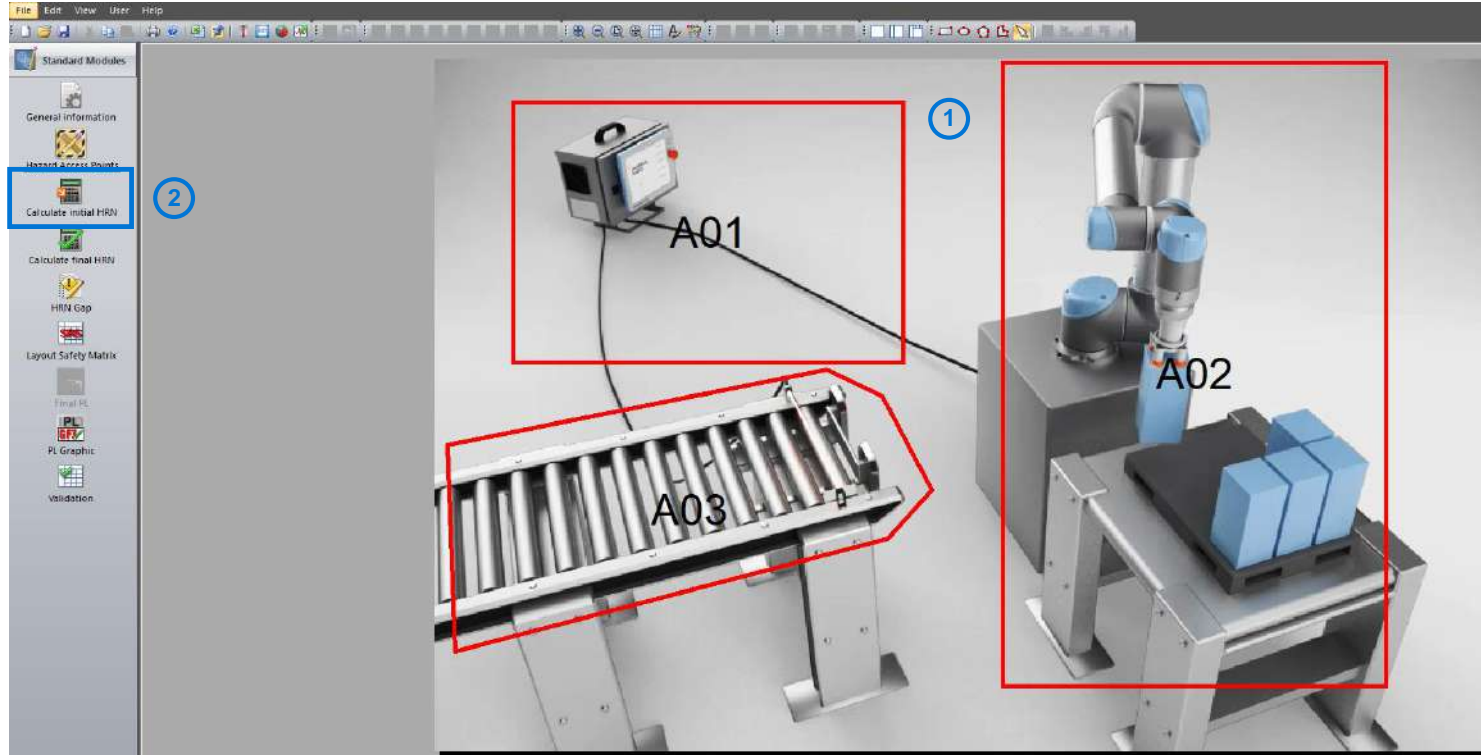 File Edit View User Help
Standard Modules
General information
Hazard Access Points
Calculate initial HRN
Calculate final HRN
HRN Gap
Layout Safety Matrix
Final PL
PL
GFX
PL Graphic
Validation
1
2
A01
A02
A03